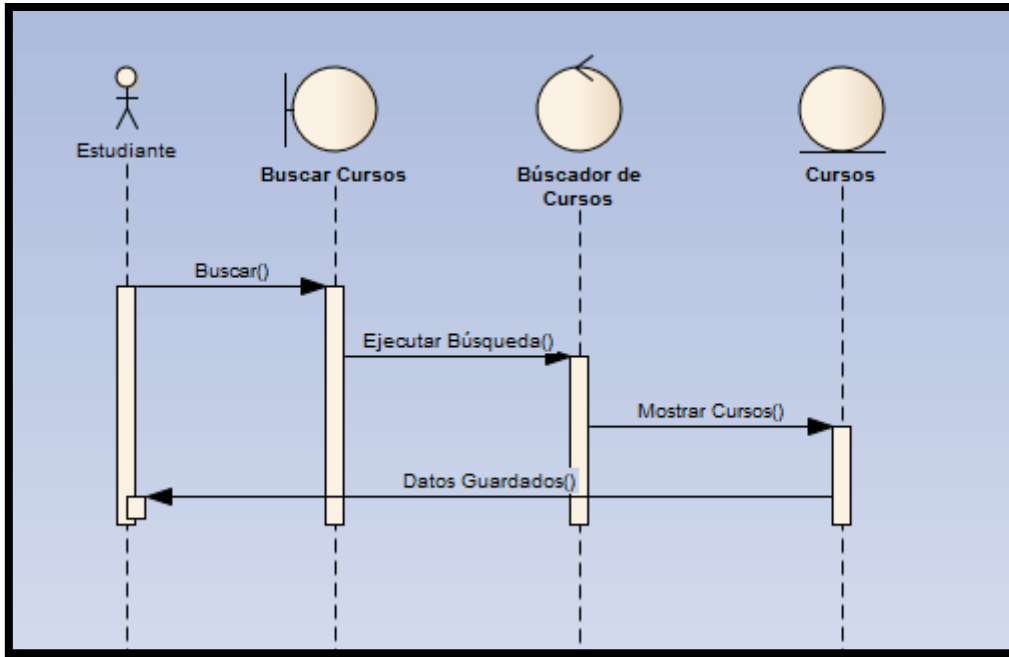 Estudiante
Buscar Cursos
Búscador de
Cursos
Cursos
Buscar()
Ejecutar Búsqueda()
Mostrar Cursos()
Datos Guardados()